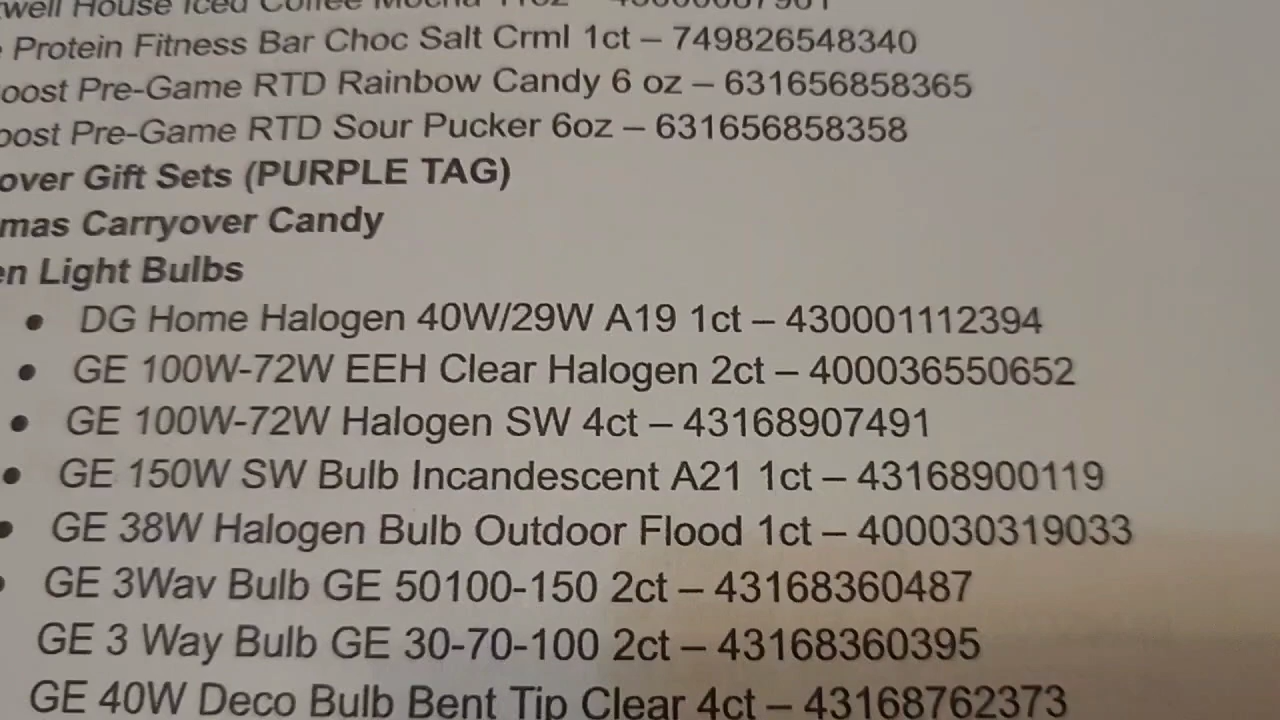 well House Iced Coffee Mocha
Protein Fitness Bar Choc Salt Crml 1ct – 749826548340
oost Pre-Game RTD Rainbow Candy 6 oz – 631656858365
oost Pre-Game RTD Sour Pucker 6oz – 631656858358
over Gift Sets (PURPLE TAG)
mas Carryover Candy
en Light Bulbs
• DG Home Halogen 40W/29W A19 1ct – 430001112394
• GE 100W-72W EEH Clear Halogen 2ct – 400036550652
• GE 100W-72W Halogen SW 4ct – 43168907491
• GE 150W SW Bulb Incandescent A21 1ct – 43168900119
• GE 38W Halogen Bulb Outdoor Flood 1ct – 400030319033
• GE 3Wav Bulb GE 50100-150 2ct – 43168360487
GE 3 Way Bulb GE 30-70-100 2ct – 43168360395
GE 40W Deco Bulb Bent Tip Clear 4ct – 43168762373